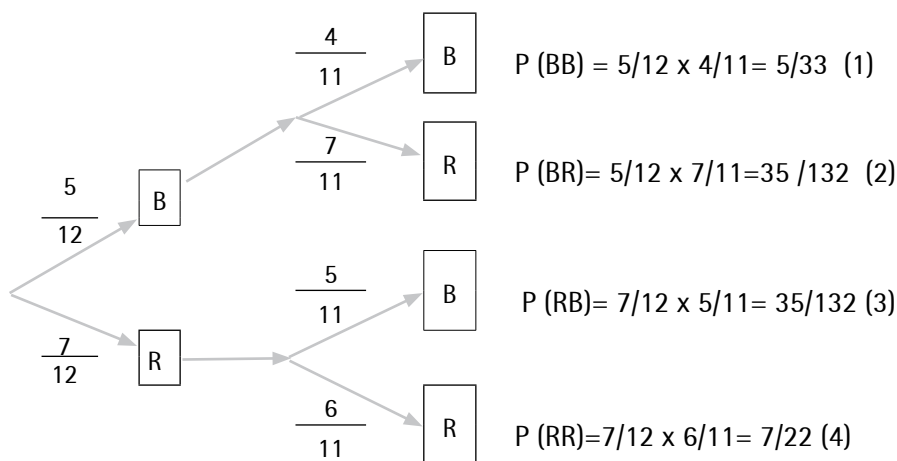 4
11
B
P (BB) = 5/12 x 4/11= 5/33  (1)
7
11
R
P (BR)= 5/12 x 7/11=35 /132  (2)
5
12
B
5
11
B
P (RB)= 7/12 x 5/11= 35/132 (3)
7
12
R
6
11
R
P (RR)=7/12 x 6/11= 7/22 (4)